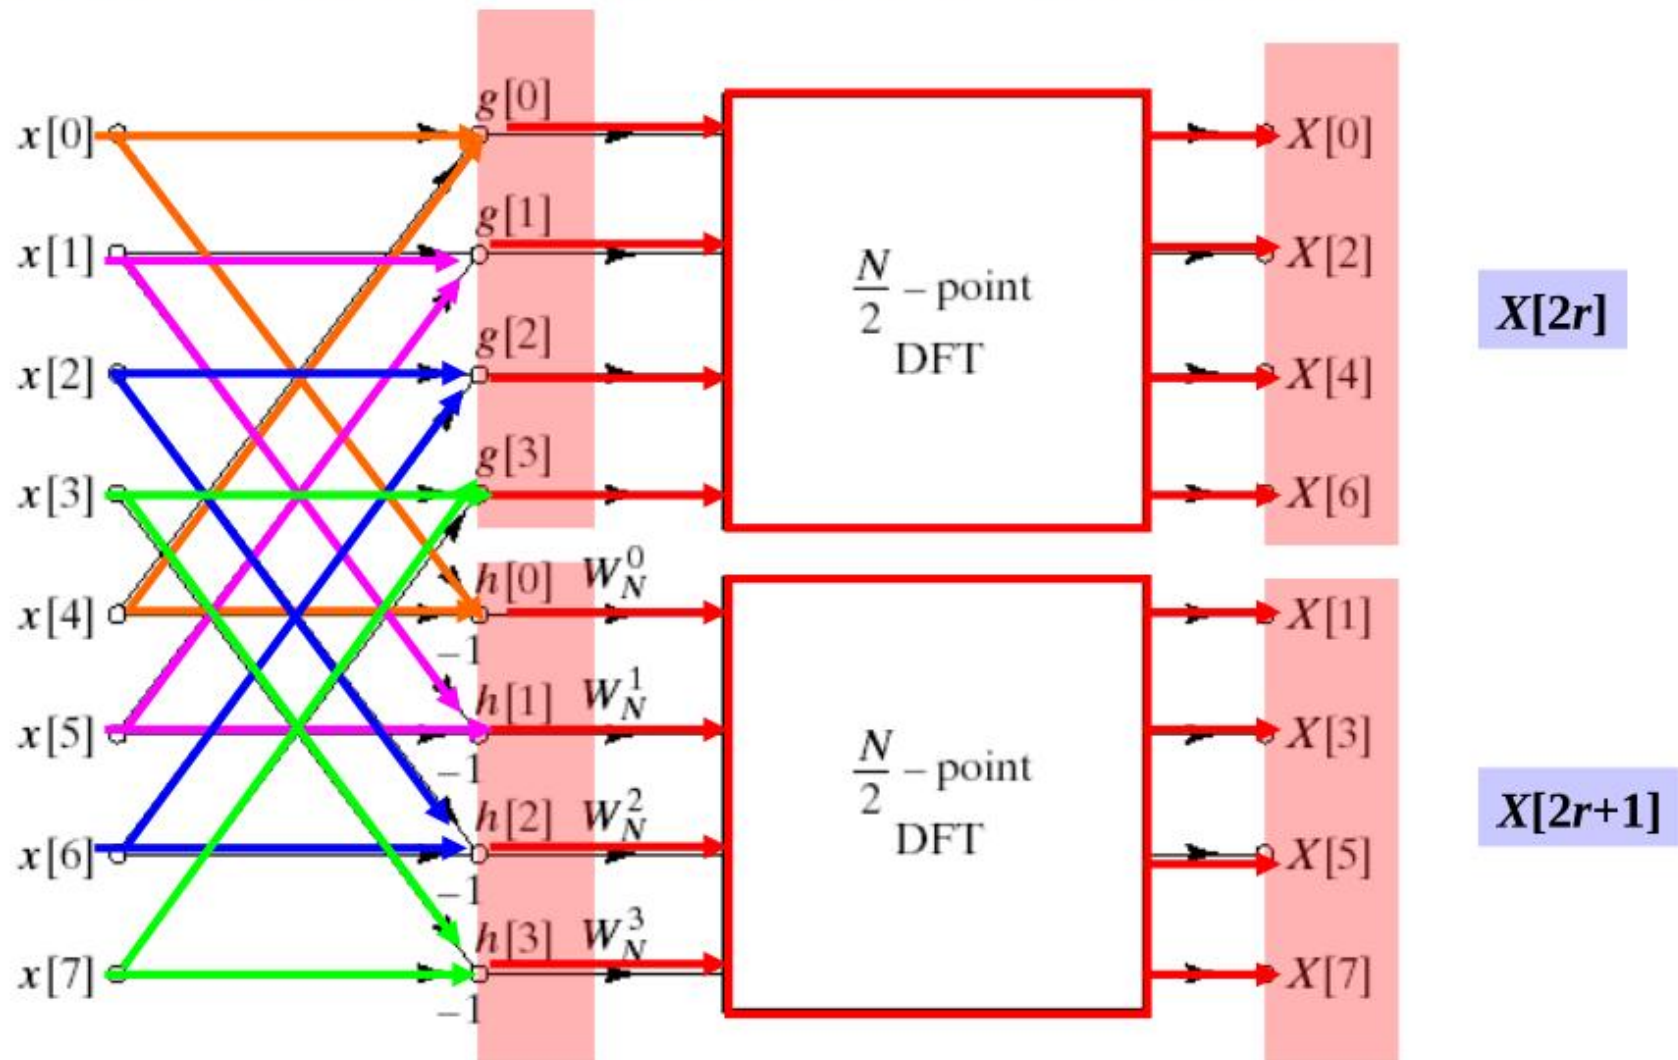 g[0]
x[0] X[0]
g[1]
x[1] X[2]
N/2 – point
DFT
X[2r]
g[2]
x[2] X[4]
g[3]
x[3] X[6]
h[0] W_N^0
x[4] X[1]
–1
h[1] W_N^1
x[5] X[3]
–1
N/2 – point
DFT
X[2r+1]
h[2] W_N^2
x[6] X[5]
–1
h[3] W_N^3
x[7] X[7]
–1